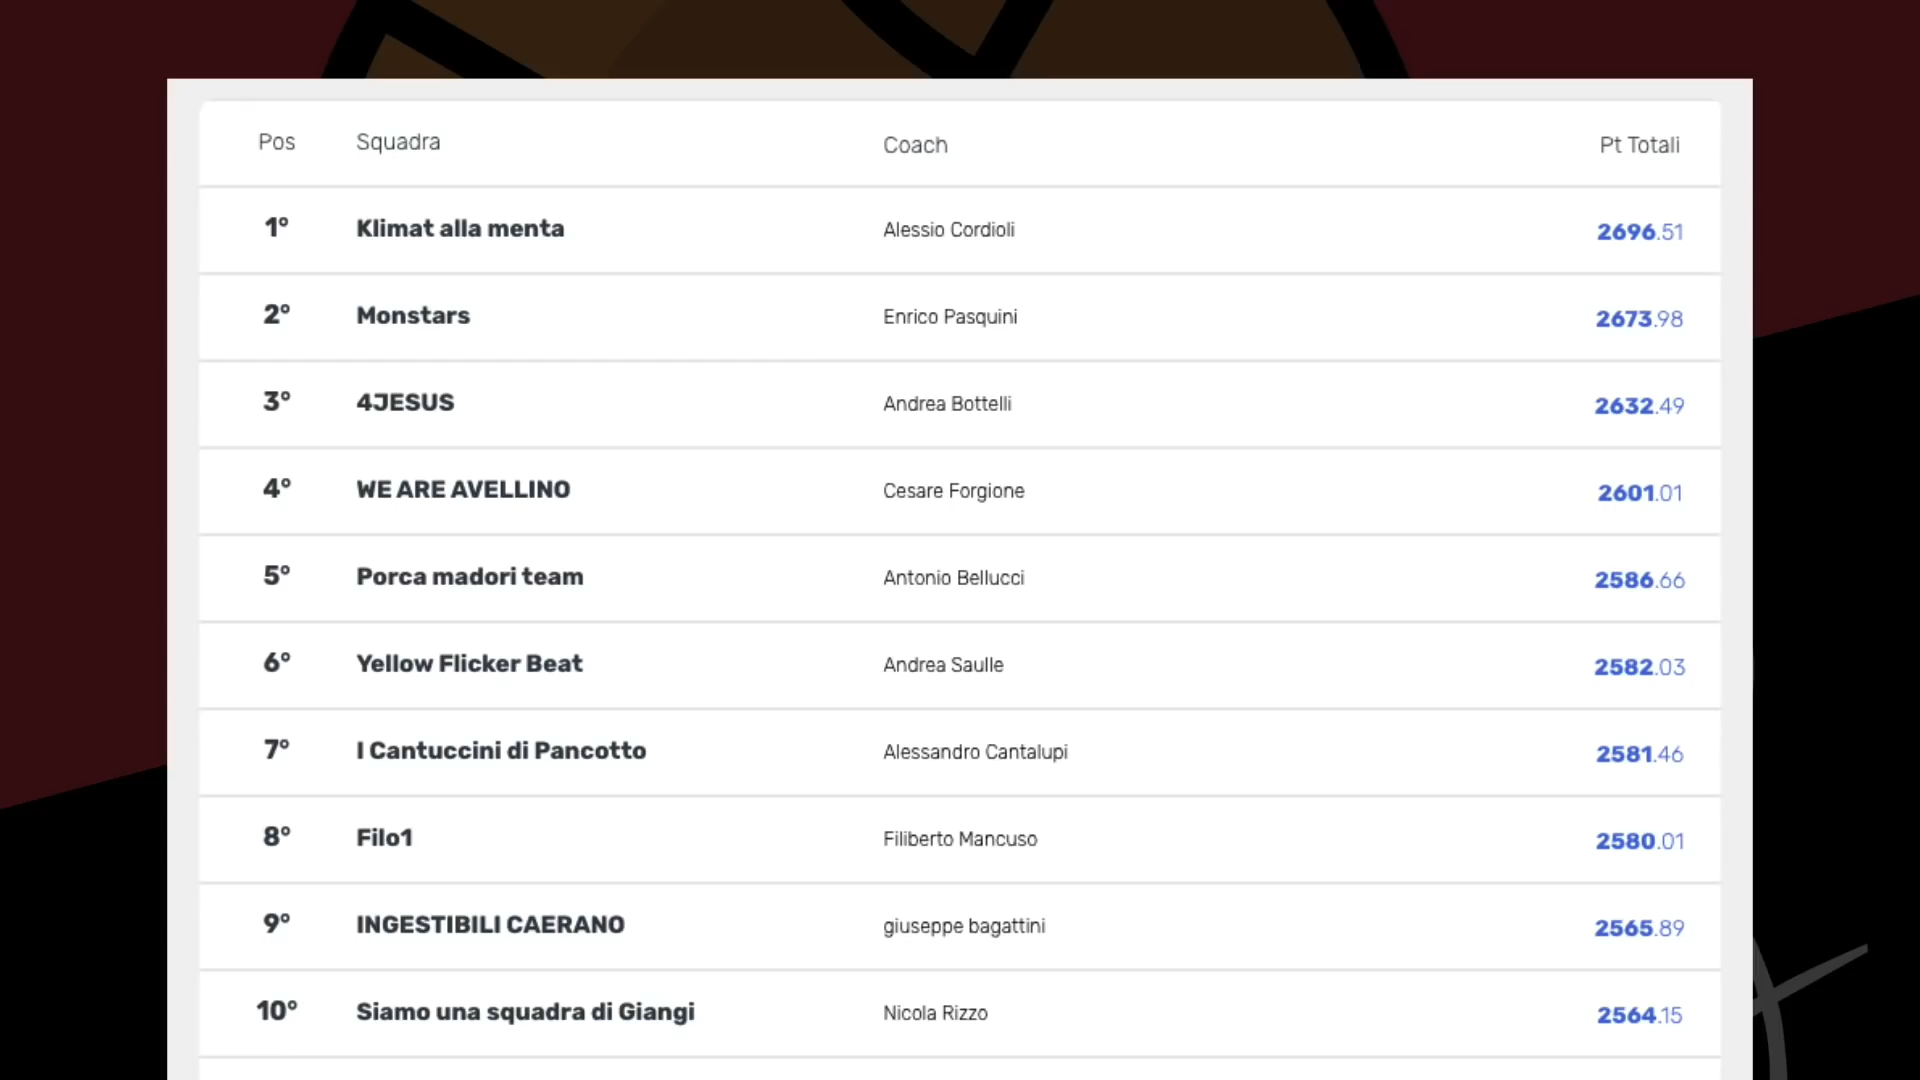 Pos Squadra Coach Pt Totali
1° Klimat alla menta Alessio Cordioli 2696.51
2° Monstars Enrico Pasquini 2673.98
3° 4JESUS Andrea Bottelli 2632.49
4° WE ARE AVELLINO Cesare Forgione 2601.01
5° Porca madori team Antonio Bellucci 2586.66
6° Yellow Flicker Beat Andrea Saulle 2582.03
7° I Cantuccini di Pancotto Alessandro Cantalupi 2581.46
8° Filo1 Filiberto Mancuso 2580.01
9° INGESTIBILI CAERANO giuseppe bagattini 2565.89
10° Siamo una squadra di Giangi Nicola Rizzo 2564.15